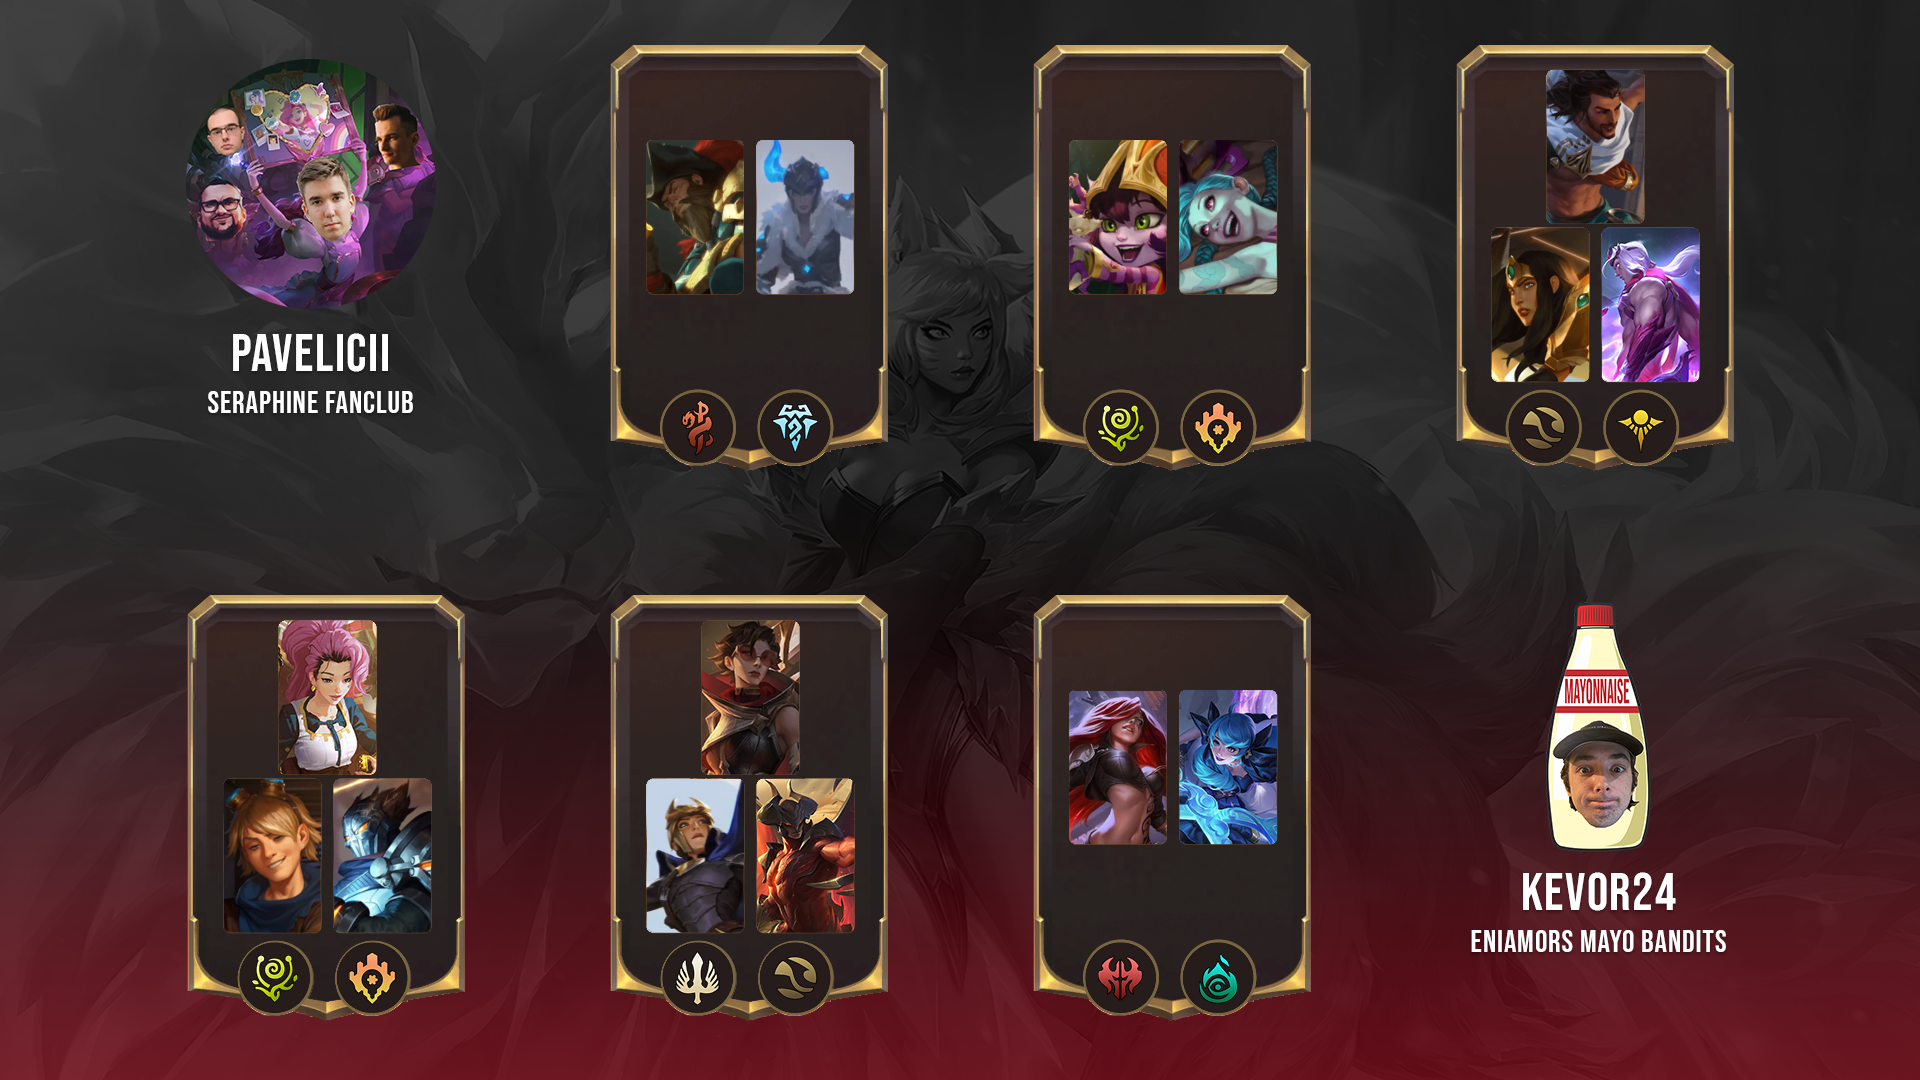 PAVELICII
SERAPHINE FANCLUB
MAYONNAISE
KEVOR24
ENIAMORS MAYO BANDITS